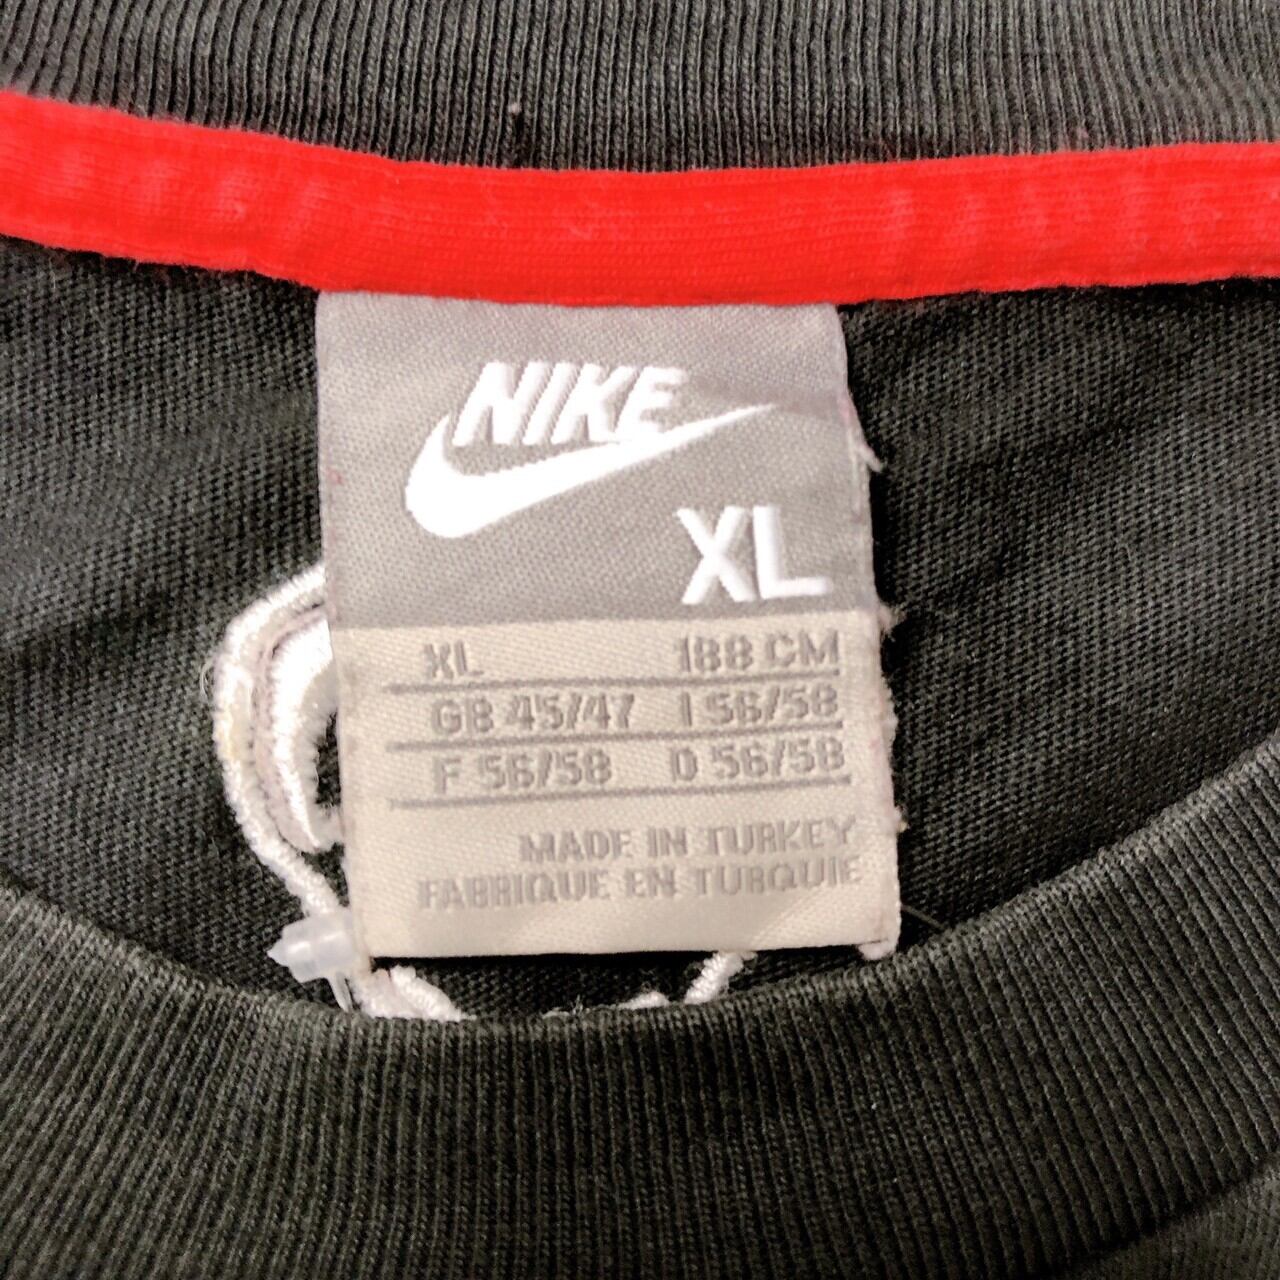 NIKE
XL
XL 188 CM
GB 45/47 I 56/58
F 56/58 D 56/58
MADE IN TURKEY
FABRIQUE EN TURQUIE